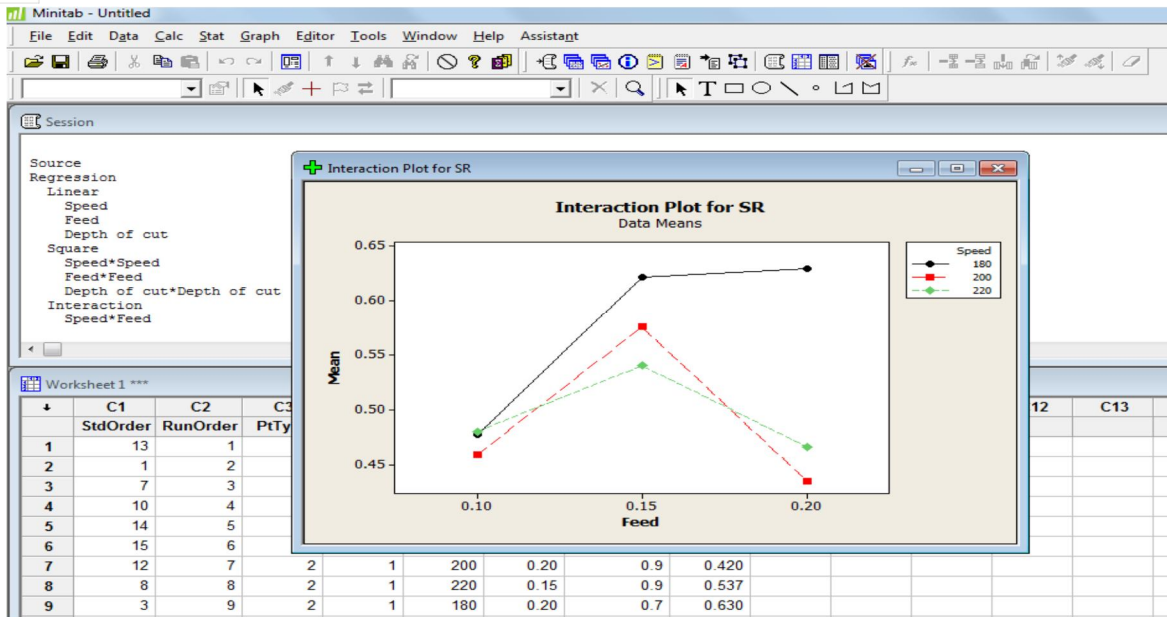 Minitab - Untitled
File Edit Data Calc Stat Graph Editor Tools Window Help Assistant
Session
Source
Regression
Linear
Speed
Feed
Depth of cut
Square
Speed*Speed
Feed*Feed
Depth of cut*Depth of cut
Interaction
Speed*Feed
Interaction Plot for SR
Interaction Plot for SR
Data Means
0.65
0.60
0.55
0.50
0.45
Mean
0.10 0.15 0.20
Feed
Speed
180
200
220
Worksheet 1 ***
C1 C2 C3 12 C13
StdOrder RunOrder PtTy
1 13 1
2 1 2
3 7 3
4 10 4
5 14 5
6 15 6
7 12 7 2 1 200 0.20 0.9 0.420
8 8 8 2 1 220 0.15 0.9 0.537
9 3 9 2 1 180 0.20 0.7 0.630